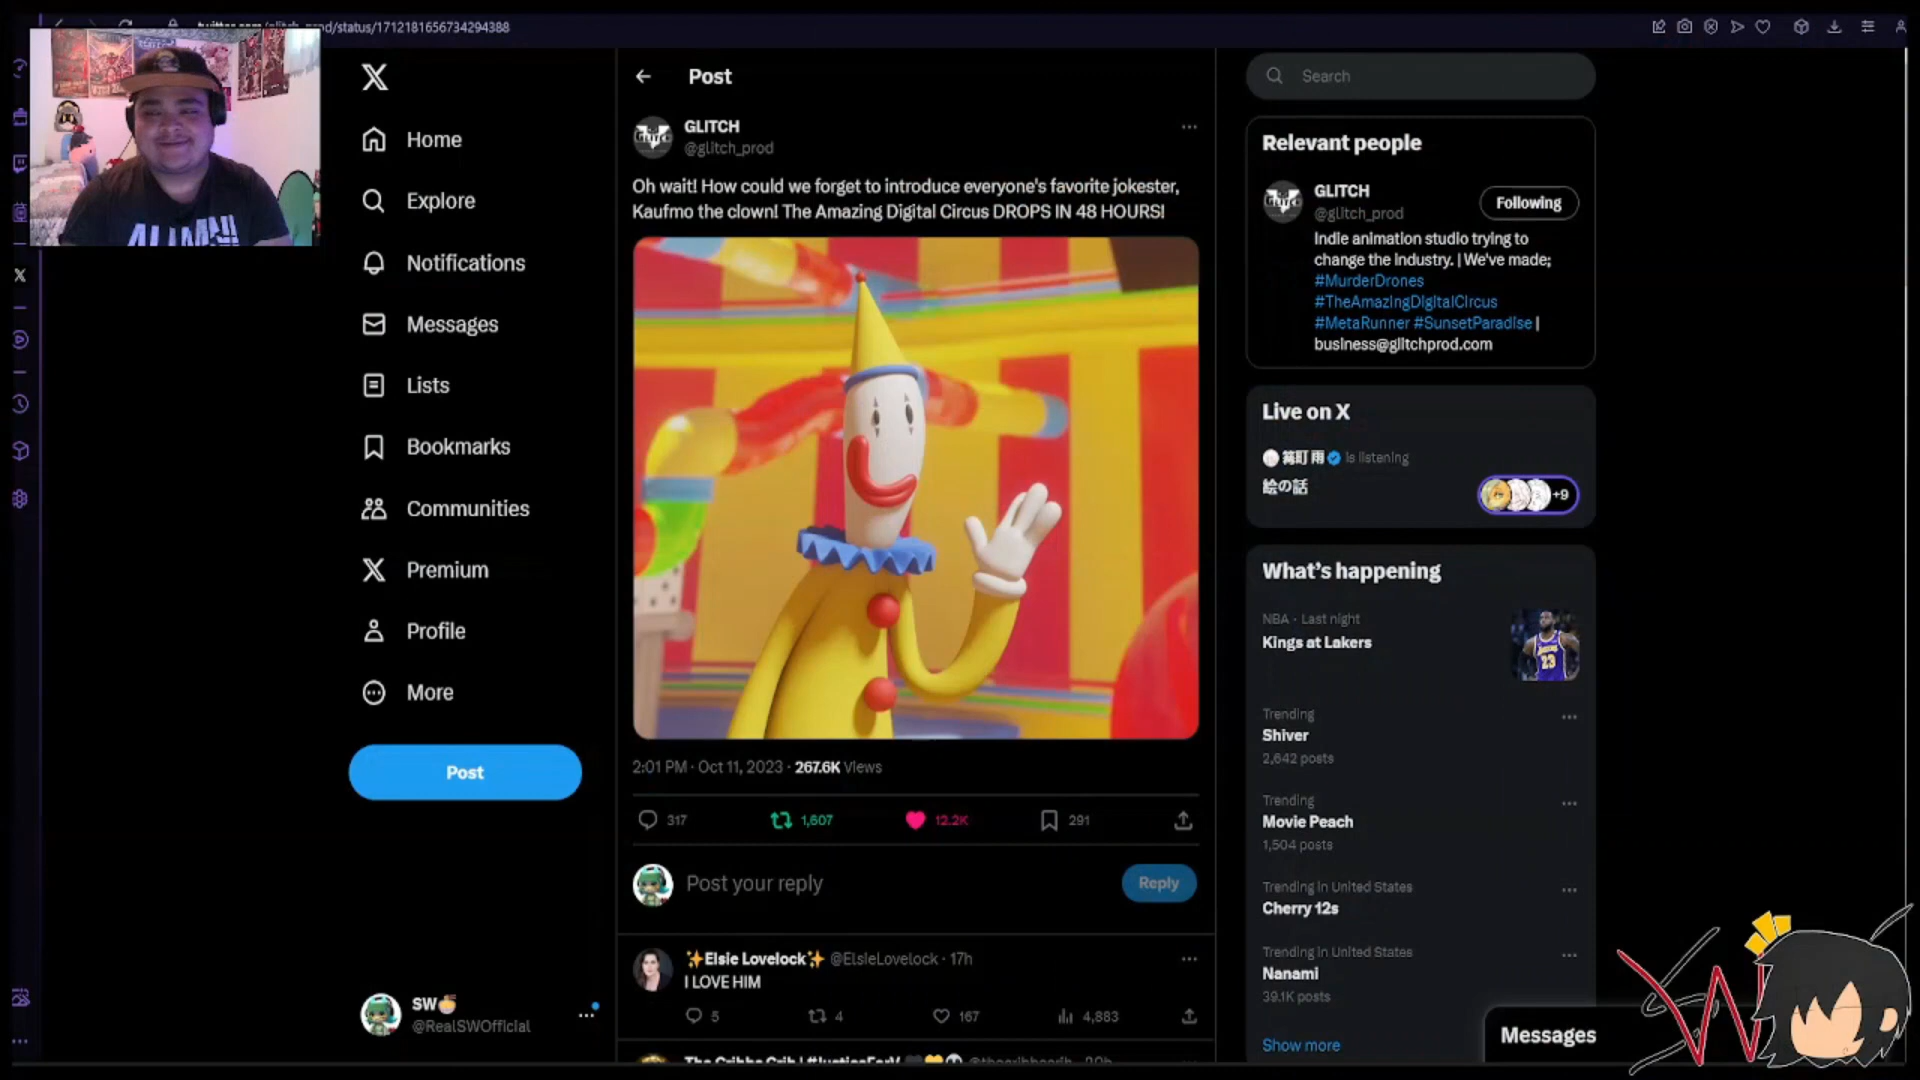 d/status/1712181656734294388
ALUMNI
Home
Explore
Notifications
Messages
Lists
Bookmarks
Communities
Premium
Profile
More
Post
SW
@RealSWOfficial
Post
GLITCH
@glitch_prod
Oh wait! How could we forget to introduce everyone's favorite jokester,
Kaufmo the clown! The Amazing Digital Circus DROPS IN 48 HOURS!
2:01 PM · Oct 11, 2023 · 267.6K Views
317
1,607
12.2K
291
Post your reply
Reply
✨Elsie Lovelock✨ @ElsieLovelock · 17h
I LOVE HIM
5
4
167
4,883
Search
Relevant people
GLITCH
@glitch_prod
Following
Indie animation studio trying to
change the industry. | We've made;
#MurderDrones
#TheAmazingDigitalCircus
#MetaRunner #SunsetParadise |
business@glitchprod.com
Live on X
is listening
絵の話
+9
What's happening
NBA · Last night
Kings at Lakers
Trending
Shiver
2,642 posts
Trending
Movie Peach
1,504 posts
Trending in United States
Cherry 12s
Trending in United States
Nanami
39.1K posts
Show more
Messages